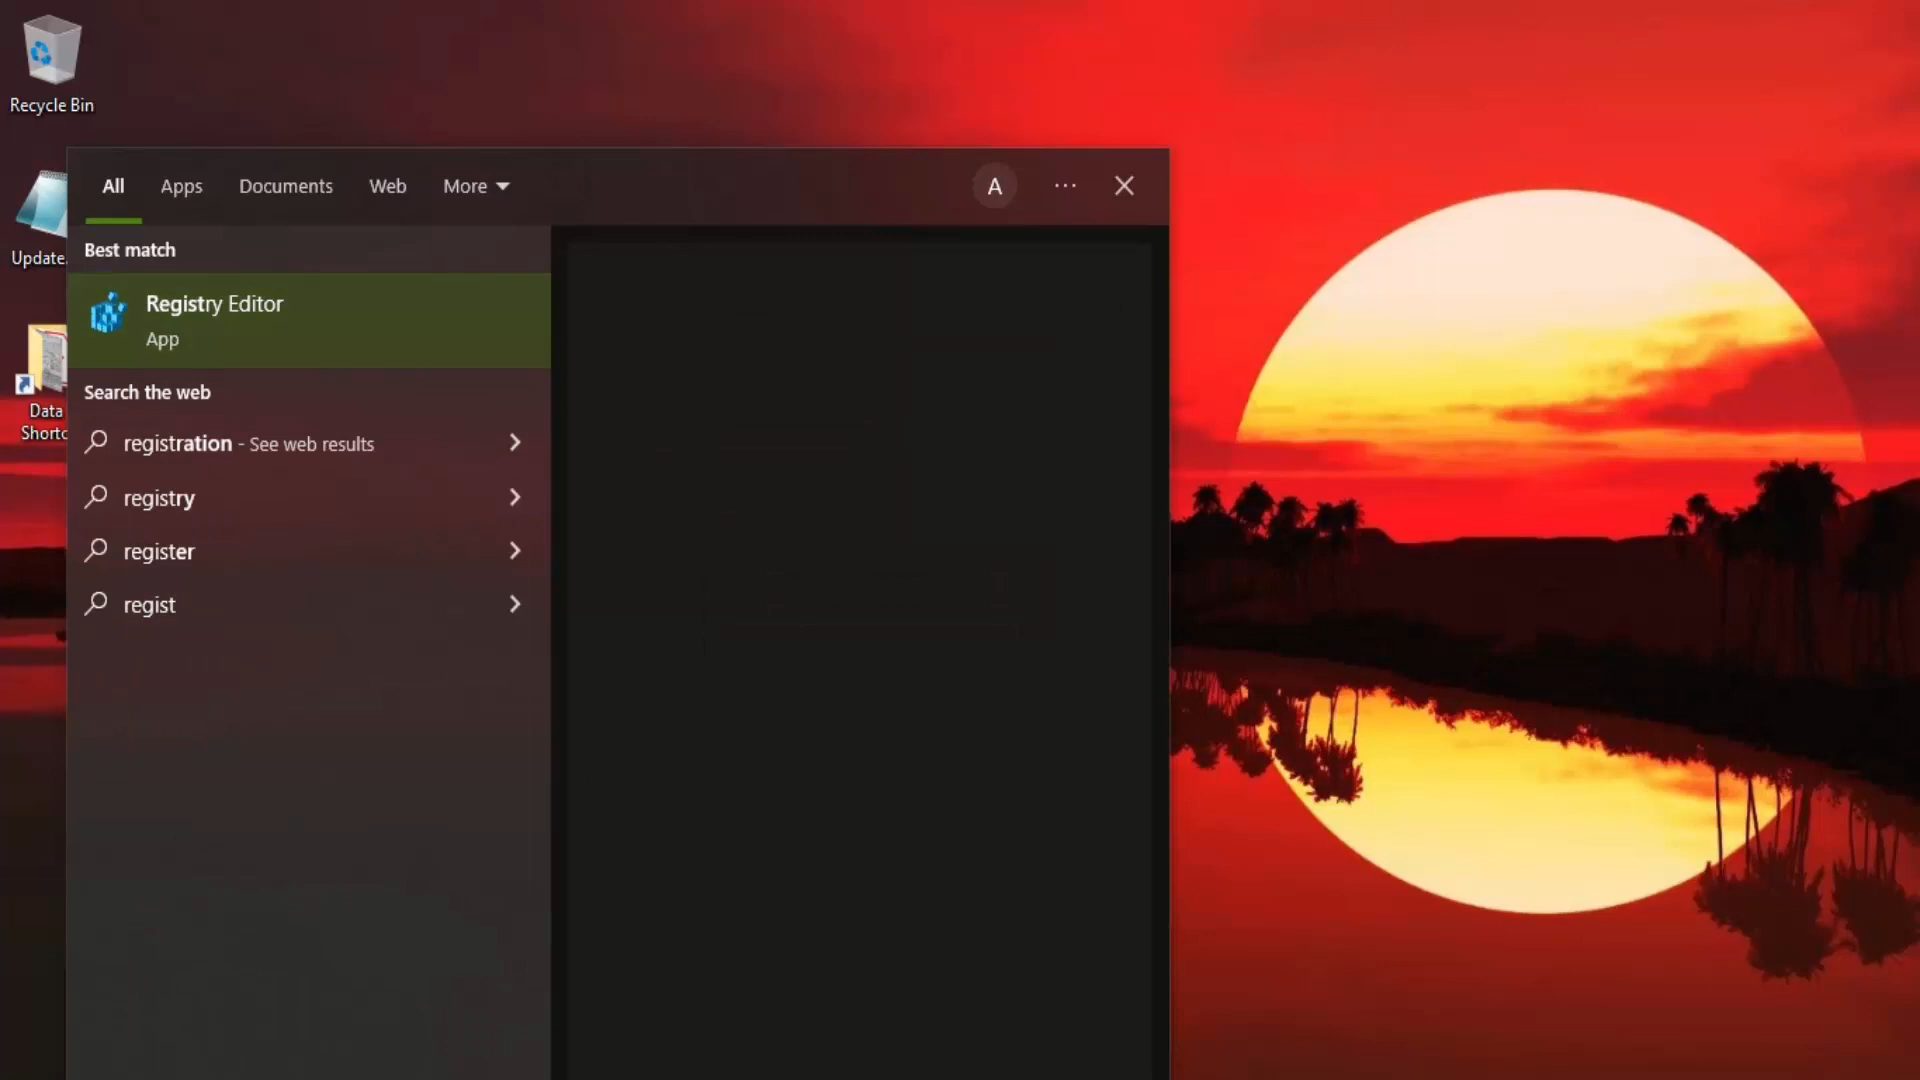 Recycle Bin
All Apps Documents Web More A
Update.
Best match
Registry Editor
App
Data
Shortc
Search the web
registration - See web results
registry
register
regist